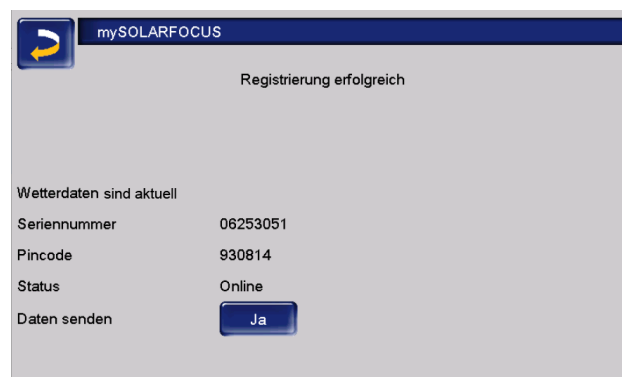 mySOLARFOCUS
Registrierung erfolgreich
Wetterdaten sind aktuell
Seriennummer 06253051
Pincode 930814
Status Online
Daten senden Ja